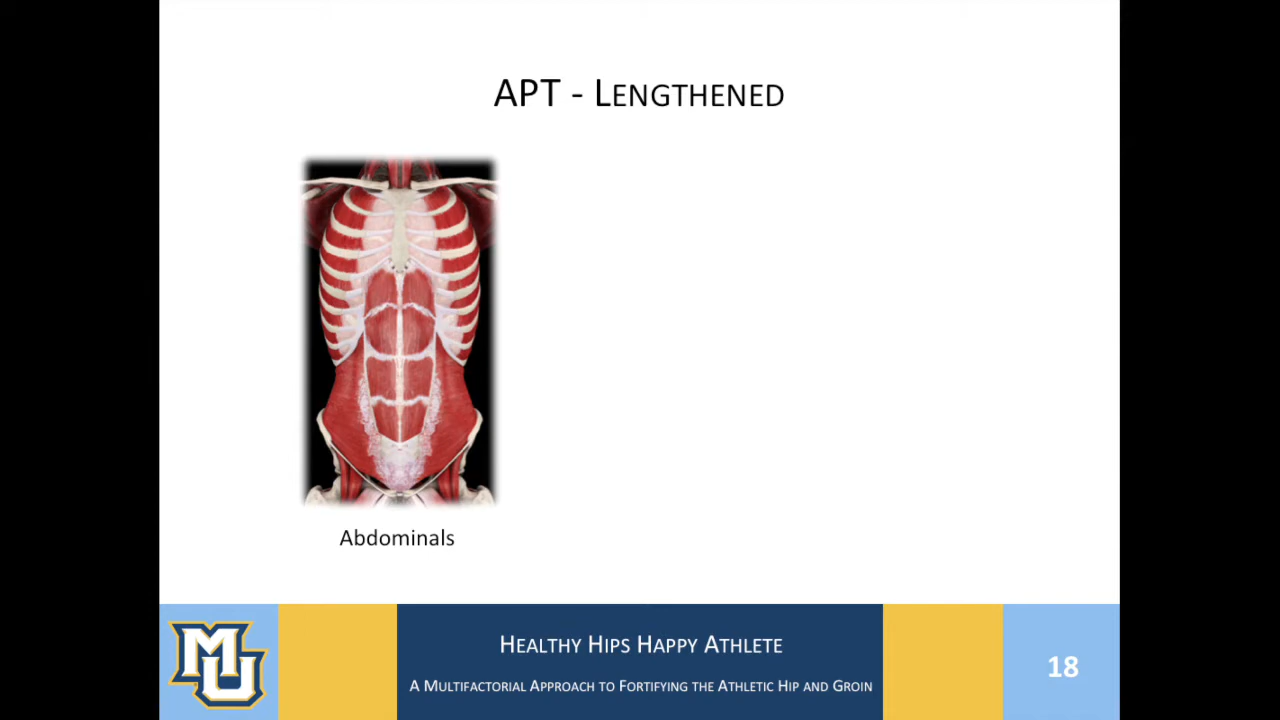 APT - Lengthened
Abdominals
Healthy Hips Happy Athlete
A Multifactorial Approach to Fortifying the Athletic Hip and Groin
MU
18